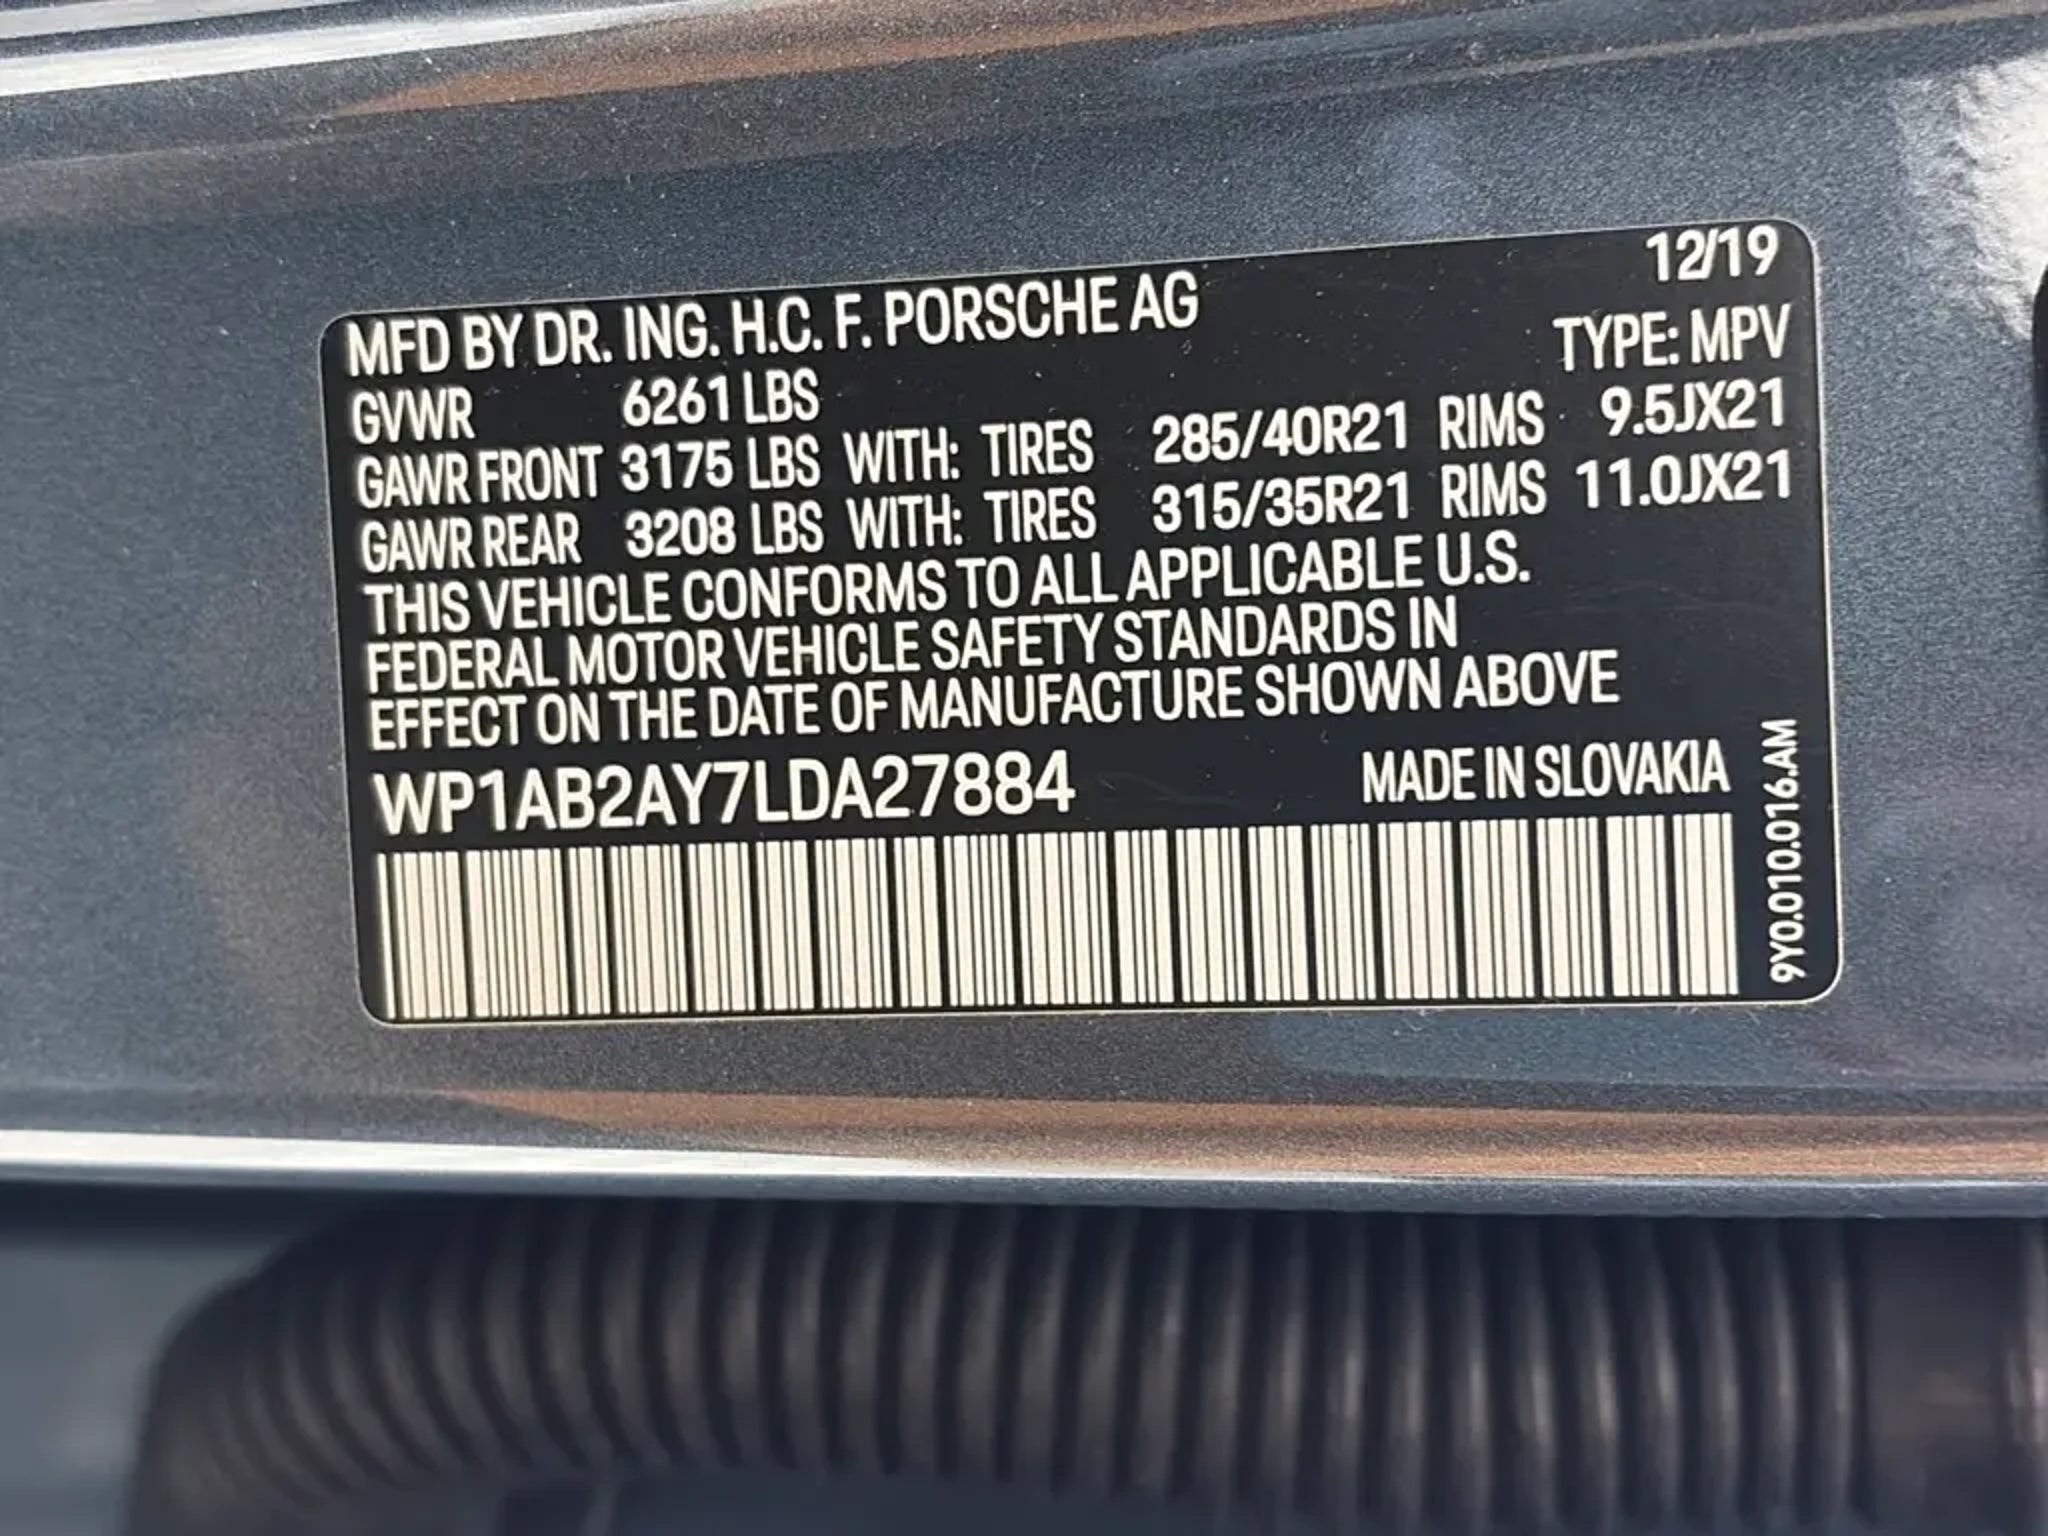 12/19
MFD BY DR. ING. H.C. F. PORSCHE AG
TYPE: MPV
GVWR 6261 LBS
GAWR FRONT 3175 LBS WITH: TIRES 285/40R21 RIMS 9.5JX21
GAWR REAR 3208 LBS WITH: TIRES 315/35R21 RIMS 11.0JX21
THIS VEHICLE CONFORMS TO ALL APPLICABLE U.S.
FEDERAL MOTOR VEHICLE SAFETY STANDARDS IN
EFFECT ON THE DATE OF MANUFACTURE SHOWN ABOVE
WP1AB2AY7LDA27884 MADE IN SLOVAKIA
9Y0.010.016.AM